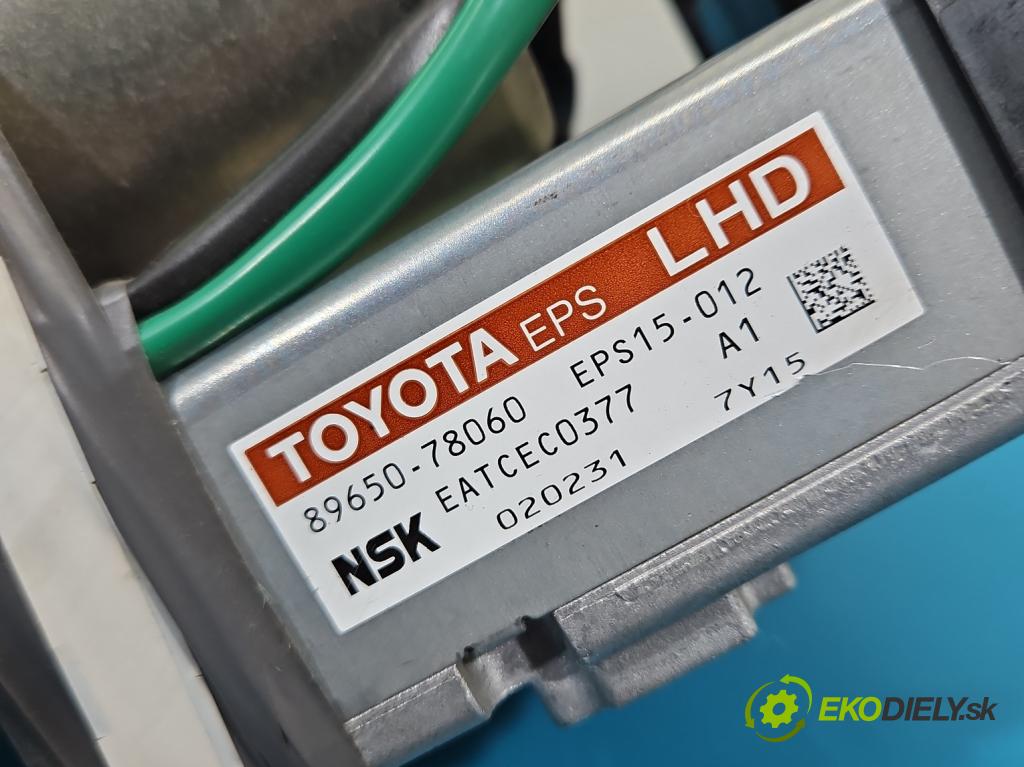 TOYOTA EPS LHD
89650-78060 EPS15-012
NSK EATCEC0377 A1
020231 7Y15
EKODIELY.sk